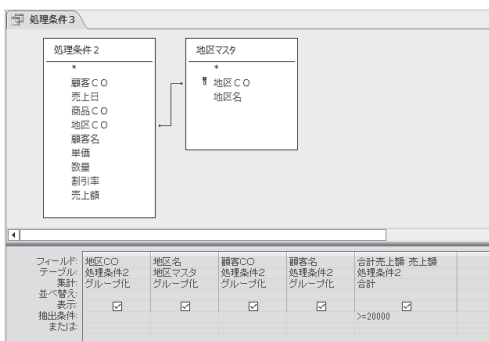 処理条件3
処理条件2
*
顧客CO
売上日
商品CO
地区CO
顧客名
単価
数量
割引率
売上額
地区マスタ
*
地区CO
地区名
フィールド: 地区CO 地区名 顧客CO 顧客名 合計売上額: 売上額
テーブル: 処理条件2 地区マスタ 処理条件2 処理条件2 処理条件2
集計: グループ化 グループ化 グループ化 グループ化 合計
並べ替え:
表示:
抽出条件: >=20000
または: